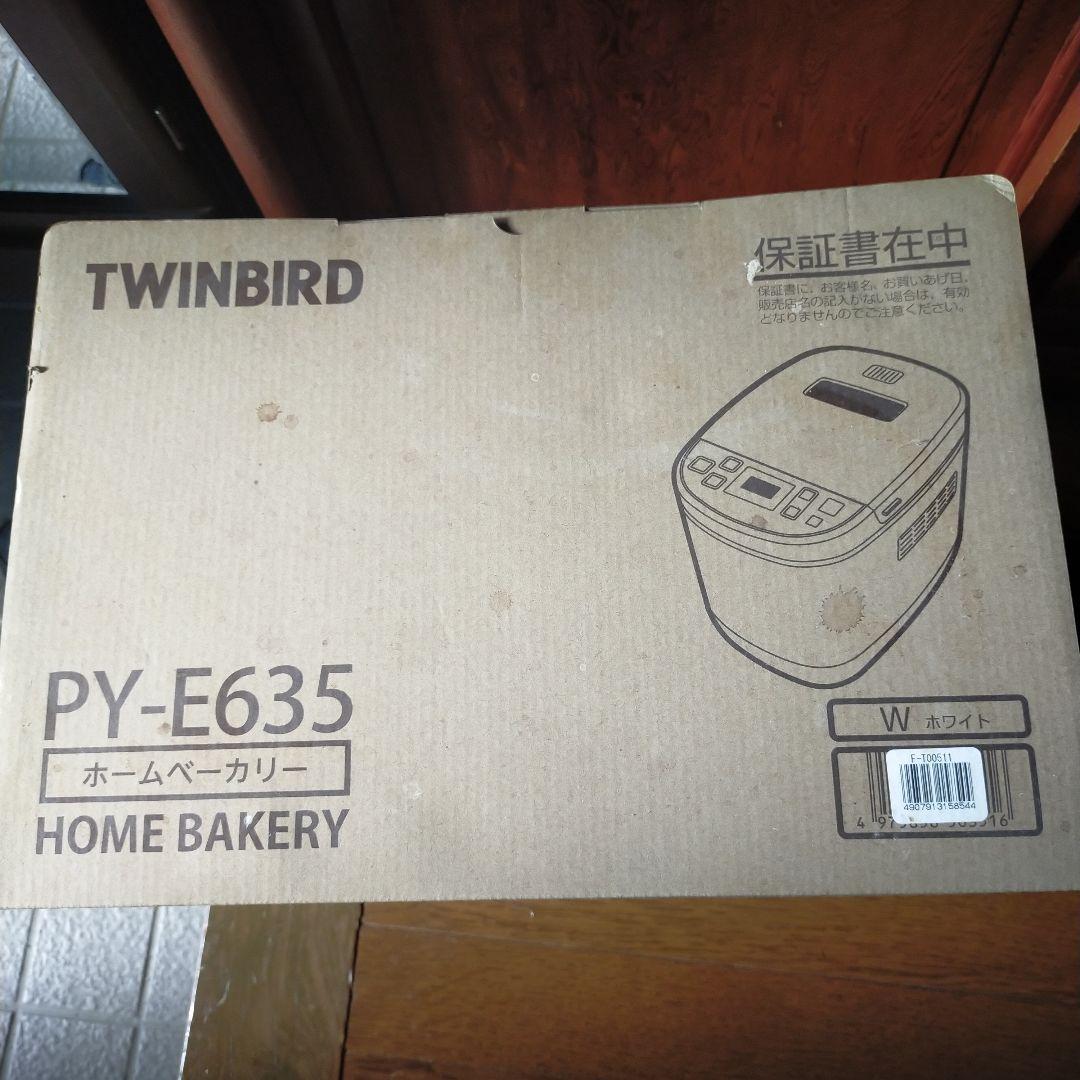 TWINBIRD
保証書在中
保証書に、お客様名、お買いあげ日、
販売店名の記入がない場合は、有効
となりませんのでご注意ください。
PY-E635
ホームベーカリー
HOME BAKERY
W ホワイト
F-T00511
4907913158544